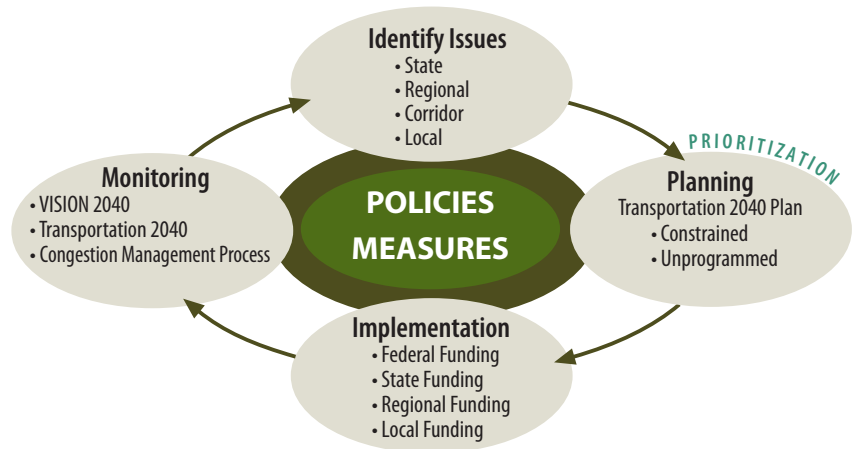 Identify Issues
• State
• Regional
• Corridor
• Local
PRIORITIZATION
Planning
Transportation 2040 Plan
• Constrained
• Unprogrammed
Monitoring
• VISION 2040
• Transportation 2040
• Congestion Management Process
POLICIES
MEASURES
Implementation
• Federal Funding
• State Funding
• Regional Funding
• Local Funding